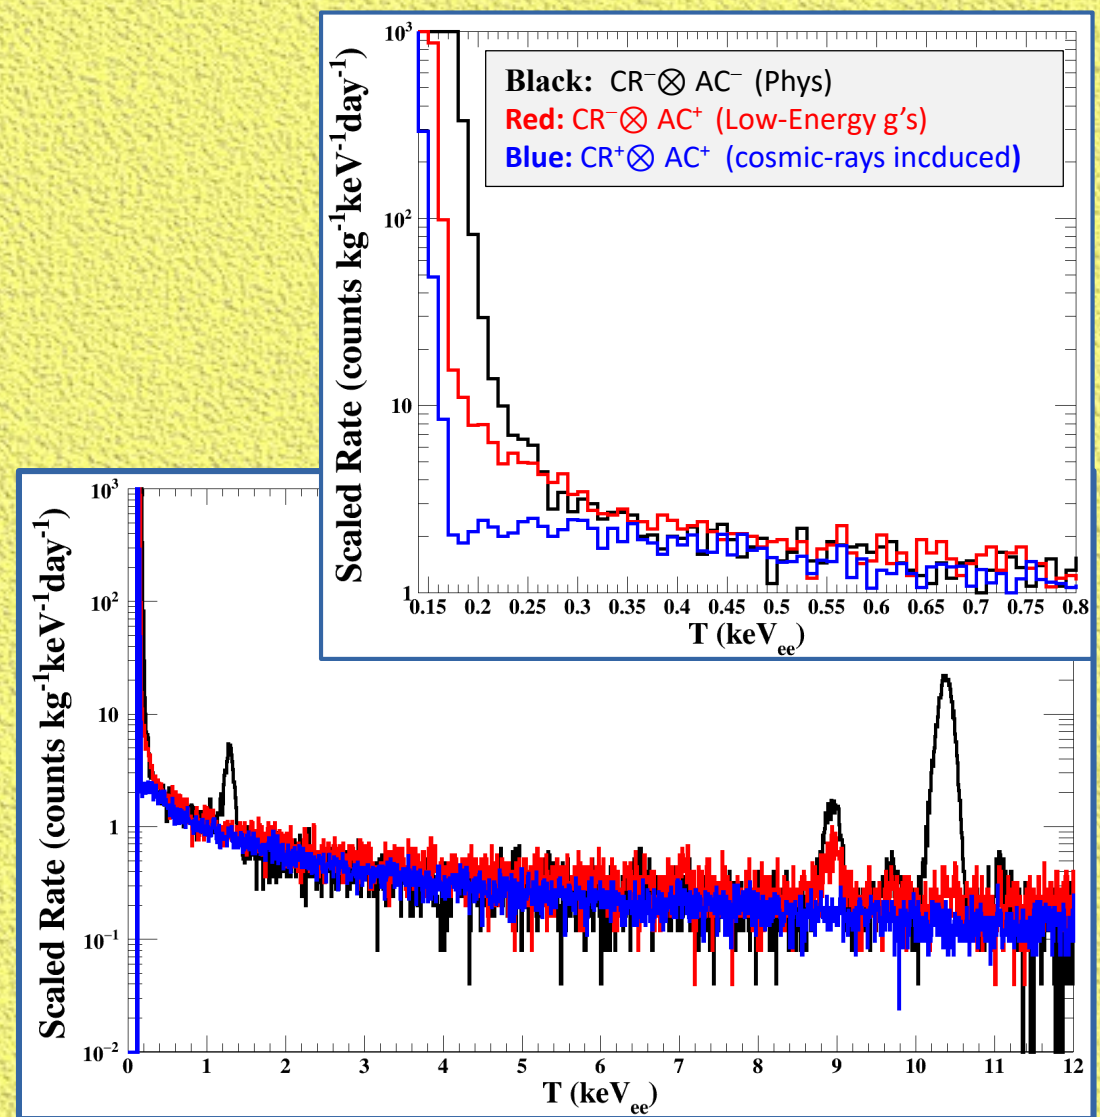 Scaled Rate (counts kg⁻¹keV⁻¹day⁻¹)
10³
10²
10
1
Black: CR⁻⊗ AC⁻ (Phys)
Red: CR⁻⊗ AC⁺ (Low-Energy g's)
Blue: CR⁺⊗ AC⁺ (cosmic-rays incduced)
0.15 0.2 0.25 0.3 0.35 0.4 0.45 0.5 0.55 0.6 0.65 0.7 0.75 0.8
T (keVₑₑ)
Scaled Rate (counts kg⁻¹keV⁻¹day⁻¹)
10³
10²
10
1
10⁻¹
10⁻²
0 1 2 3 4 5 6 7 8 9 10 11 12
T (keVₑₑ)